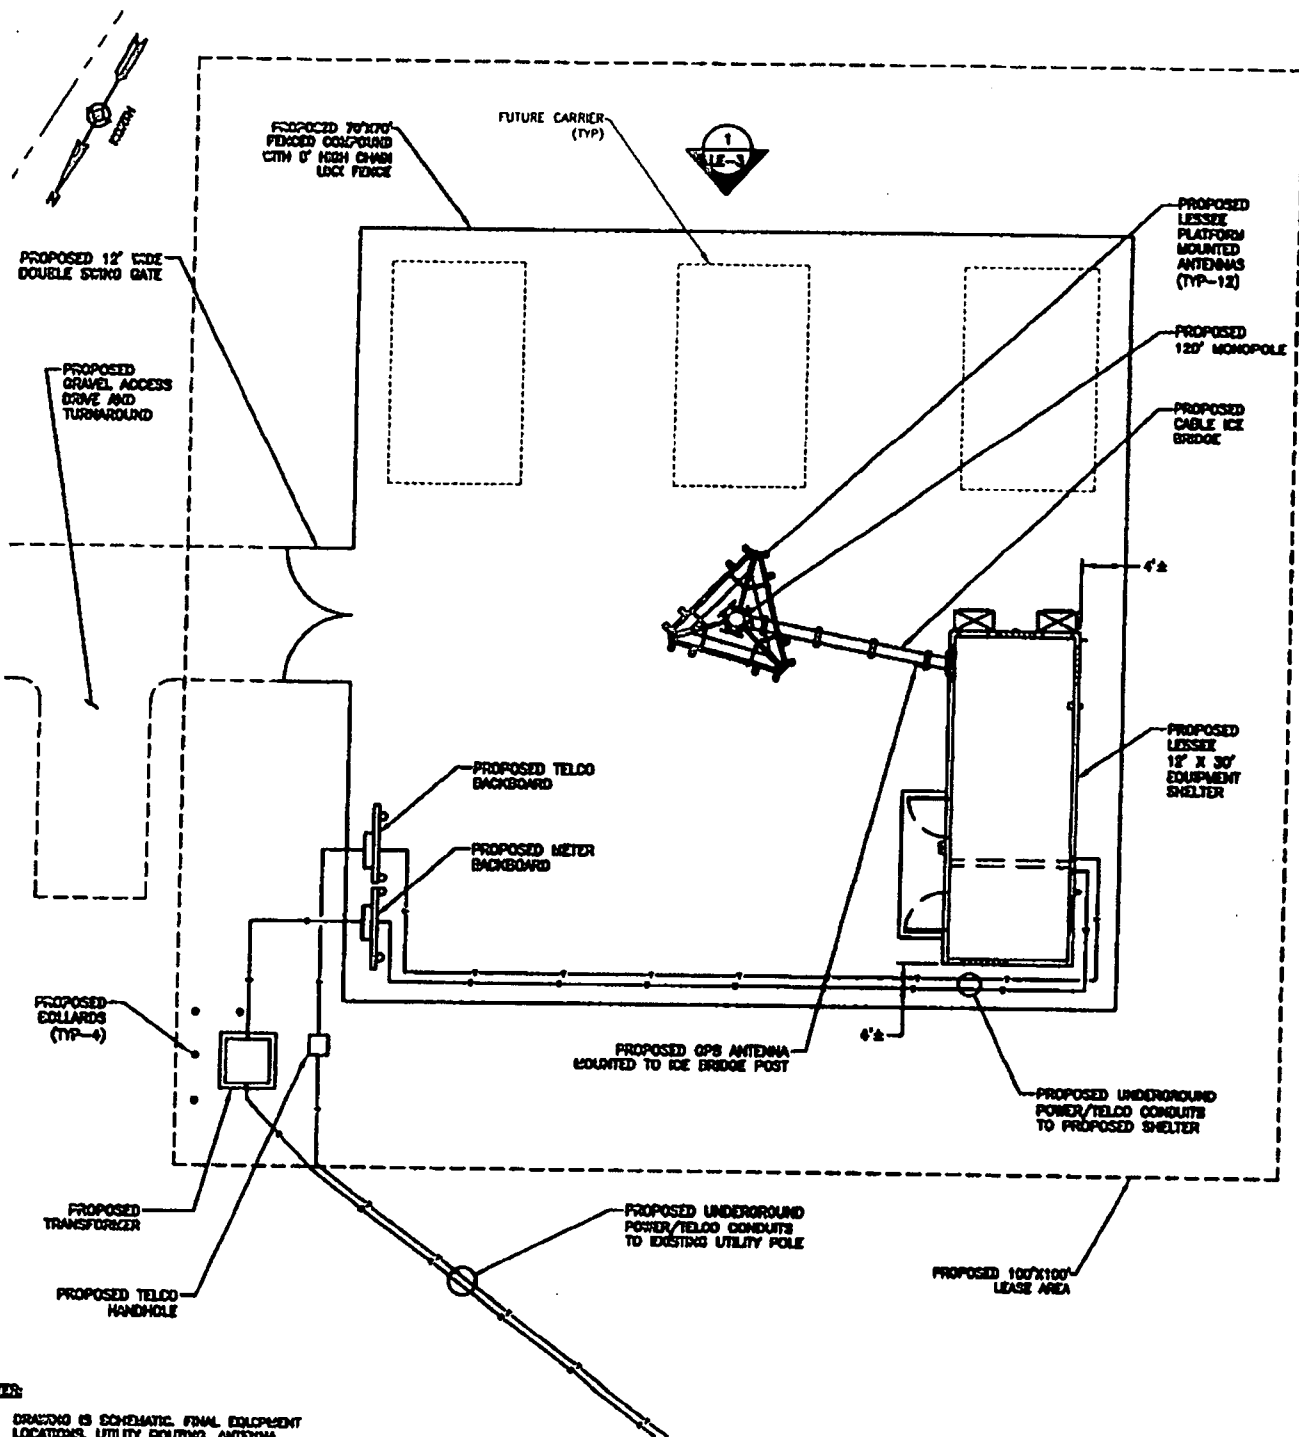 N
PROPOSED 70'X70'
FENCED COMPOUND
WITH 8' HIGH CHAIN
LINK FENCE
FUTURE CARRIER
(TYP)
1
LE-3
PROPOSED
LESSEE
PLATFORM
MOUNTED
ANTENNAS
(TYP-12)
PROPOSED 12' WIDE
DOUBLE SWING GATE
PROPOSED
120' MONOPOLE
PROPOSED
GRAVEL ACCESS
DRIVE AND
TURNAROUND
PROPOSED
CABLE ICE
BRIDGE
4'±
PROPOSED
LESSEE
12' X 30'
EQUIPMENT
SHELTER
PROPOSED TELCO
BACKBOARD
PROPOSED METER
BACKBOARD
PROPOSED
BOLLARDS
(TYP-4)
4'±
PROPOSED GPS ANTENNA
MOUNTED TO ICE BRIDGE POST
PROPOSED UNDERGROUND
POWER/TELCO CONDUITS
TO PROPOSED SHELTER
PROPOSED
TRANSFORMER
PROPOSED UNDERGROUND
POWER/TELCO CONDUITS
TO EXISTING UTILITY POLE
PROPOSED TELCO
HANDHOLE
PROPOSED 100'X100'
LEASE AREA
DRAWING IS SCHEMATIC. FINAL EQUIPMENT
LOCATIONS, UTILITY ROUTING, ANTENNA